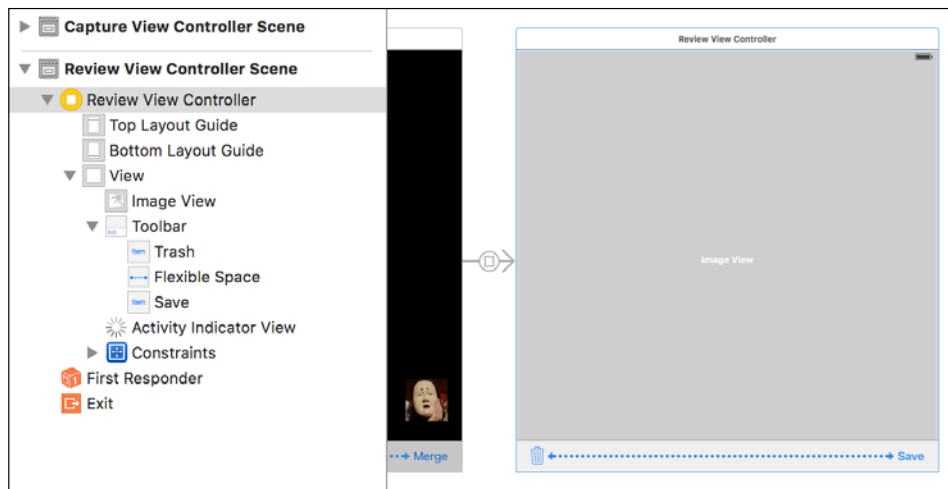 Capture View Controller Scene
Review View Controller Scene
Review View Controller
Top Layout Guide
Bottom Layout Guide
View
Image View
Toolbar
Item Trash
Flexible Space
Item Save
Activity Indicator View
Constraints
First Responder
Exit
Merge
Review View Controller
Image View
Save